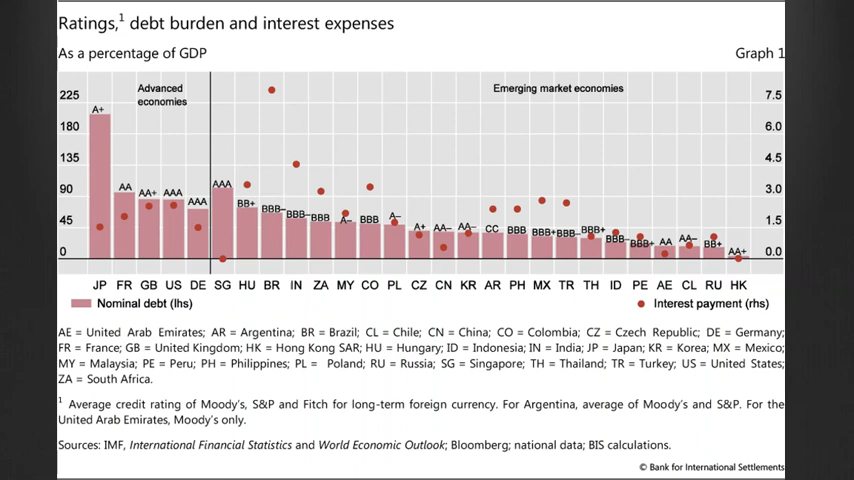 Ratings,1 debt burden and interest expenses
As a percentage of GDP
Graph 1
Advanced
economies
Emerging market economies
225
180
135
90
45
0
7.5
6.0
4.5
3.0
1.5
0.0
A+ AA AA+ AAA AAA AAA BB+ BBB– BBB– BBB A– BBB A– A+ AA– AA– CC BBB BBB+ BBB– BBB+ BBB– BBB+ AA AA– BB+ AA+
JP FR GB US DE SG HU BR IN ZA MY CO PL CZ CN KR AR PH MX TR TH ID PE AE CL RU HK
Nominal debt (lhs)
Interest payment (rhs)
AE = United Arab Emirates; AR = Argentina; BR = Brazil; CL = Chile; CN = China; CO = Colombia; CZ = Czech Republic; DE = Germany;
FR = France; GB = United Kingdom; HK = Hong Kong SAR; HU = Hungary; ID = Indonesia; IN = India; JP = Japan; KR = Korea; MX = Mexico;
MY = Malaysia; PE = Peru; PH = Philippines; PL = Poland; RU = Russia; SG = Singapore; TH = Thailand; TR = Turkey; US = United States;
ZA = South Africa.
1 Average credit rating of Moody's, S&P and Fitch for long-term foreign currency. For Argentina, average of Moody's and S&P. For the
United Arab Emirates, Moody's only.
Sources: IMF, International Financial Statistics and World Economic Outlook; Bloomberg; national data; BIS calculations.
© Bank for International Settlements